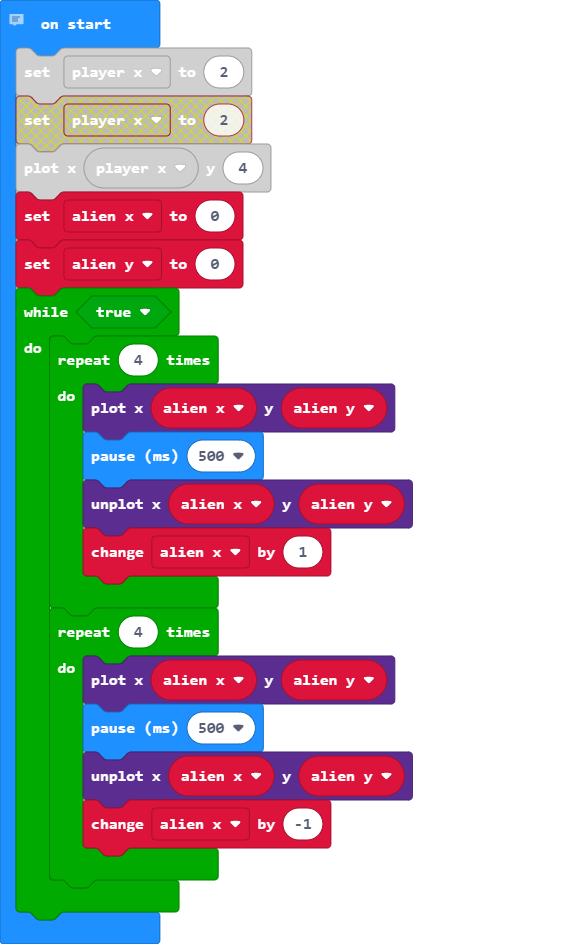 on start
set player x to 2
set player x to 2
plot x player x y 4
set alien x to 0
set alien y to 0
while true
do
repeat 4 times
do
plot x alien x y alien y
pause (ms) 500
unplot x alien x y alien y
change alien x by 1
repeat 4 times
do
plot x alien x y alien y
pause (ms) 500
unplot x alien x y alien y
change alien x by -1